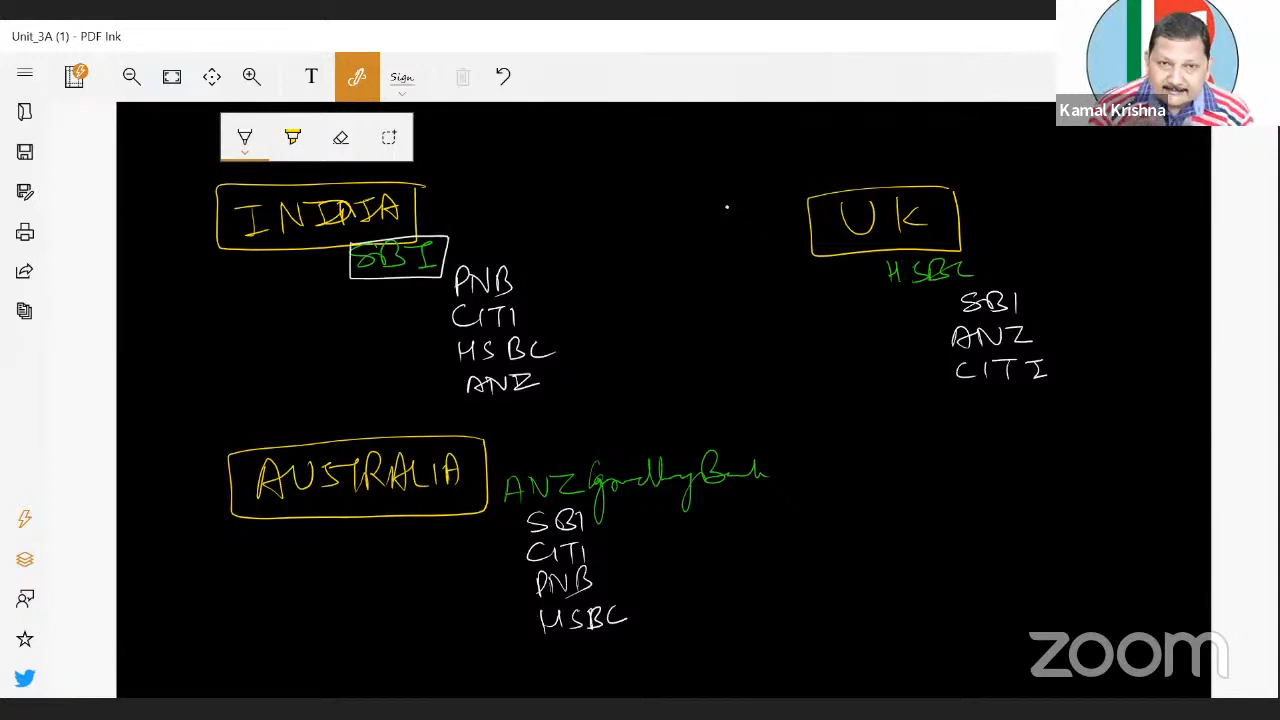 Unit_3A (1) - PDF Ink
T
Sign
Kamal Krishna
INDIA
SBI
PNB
CITI
HSBC
ANZ
UK
HSBC
SBI
ANZ
CITI
AUSTRALIA
ANZ Bank
SBI
CITI
PNB
HSBC
zoom